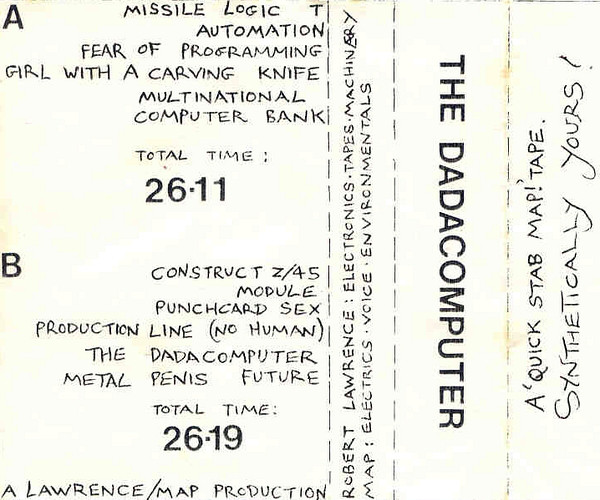 A
MISSILE LOGIC T
AUTOMATION
FEAR OF PROGRAMMING
GIRL WITH A CARVING KNIFE
MULTINATIONAL
COMPUTER BANK
TOTAL TIME:
26·11
B
CONSTRUCT Z/45
MODULE
PUNCHCARD SEX
PRODUCTION LINE (NO HUMAN)
THE DADACOMPUTER
METAL PENIS FUTURE
TOTAL TIME:
26·19
A LAWRENCE/MAP PRODUCTION
ROBERT LAWRENCE: ELECTRONICS·TAPES·MACHINERY
MAP: ELECTRICS·VOICE·ENVIRONMENTALS
THE DADACOMPUTER
A 'QUICK STAB MAP!' TAPE.
SYNTHETICALLY YOURS!